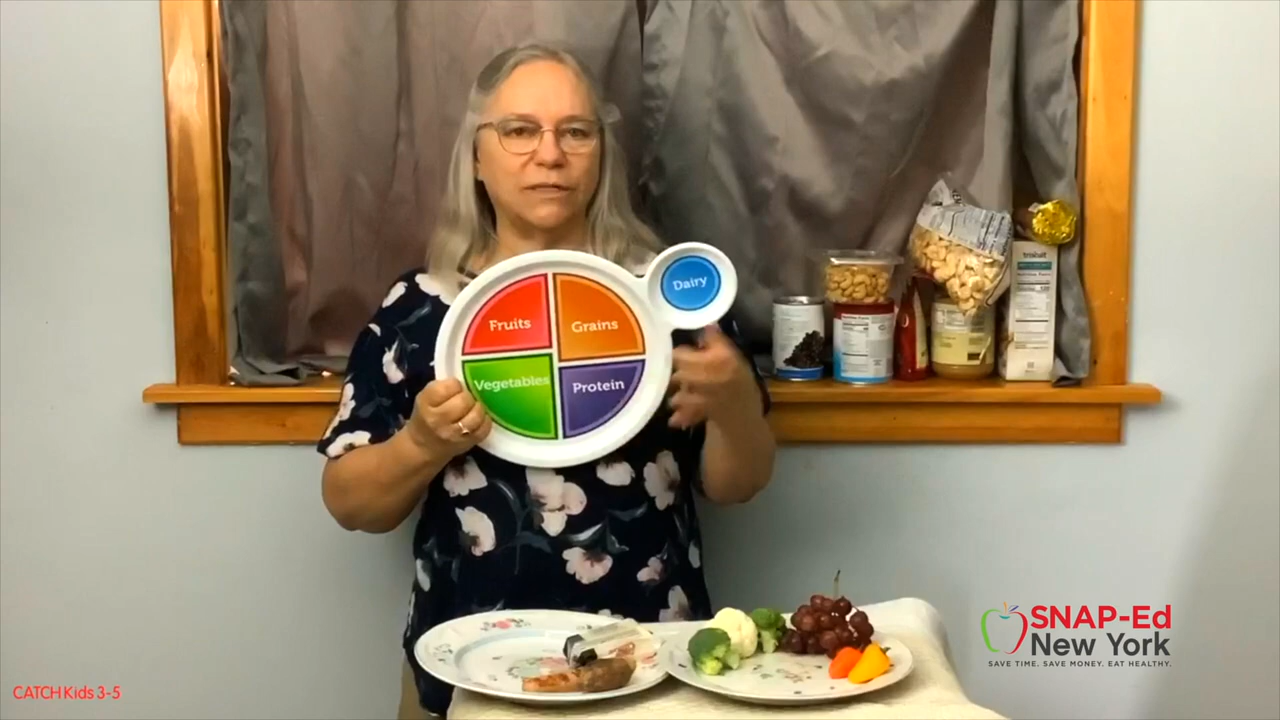 Dairy
Fruits
Grains
Vegetables
Protein
triscuit
SNAP-Ed
New York
SAVE TIME. SAVE MONEY. EAT HEALTHY.
CATCH Kids 3-5